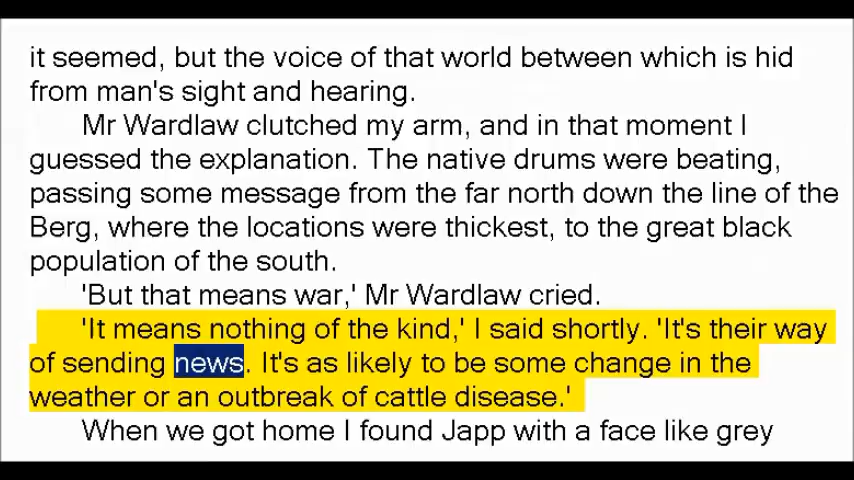 it seemed, but the voice of that world between which is hid
from man's sight and hearing.
Mr Wardlaw clutched my arm, and in that moment I
guessed the explanation. The native drums were beating,
passing some message from the far north down the line of the
Berg, where the locations were thickest, to the great black
population of the south.
'But that means war,' Mr Wardlaw cried.
'It means nothing of the kind,' I said shortly. 'It's their way
of sending news. It's as likely to be some change in the
weather or an outbreak of cattle disease.'
When we got home I found Japp with a face like grey